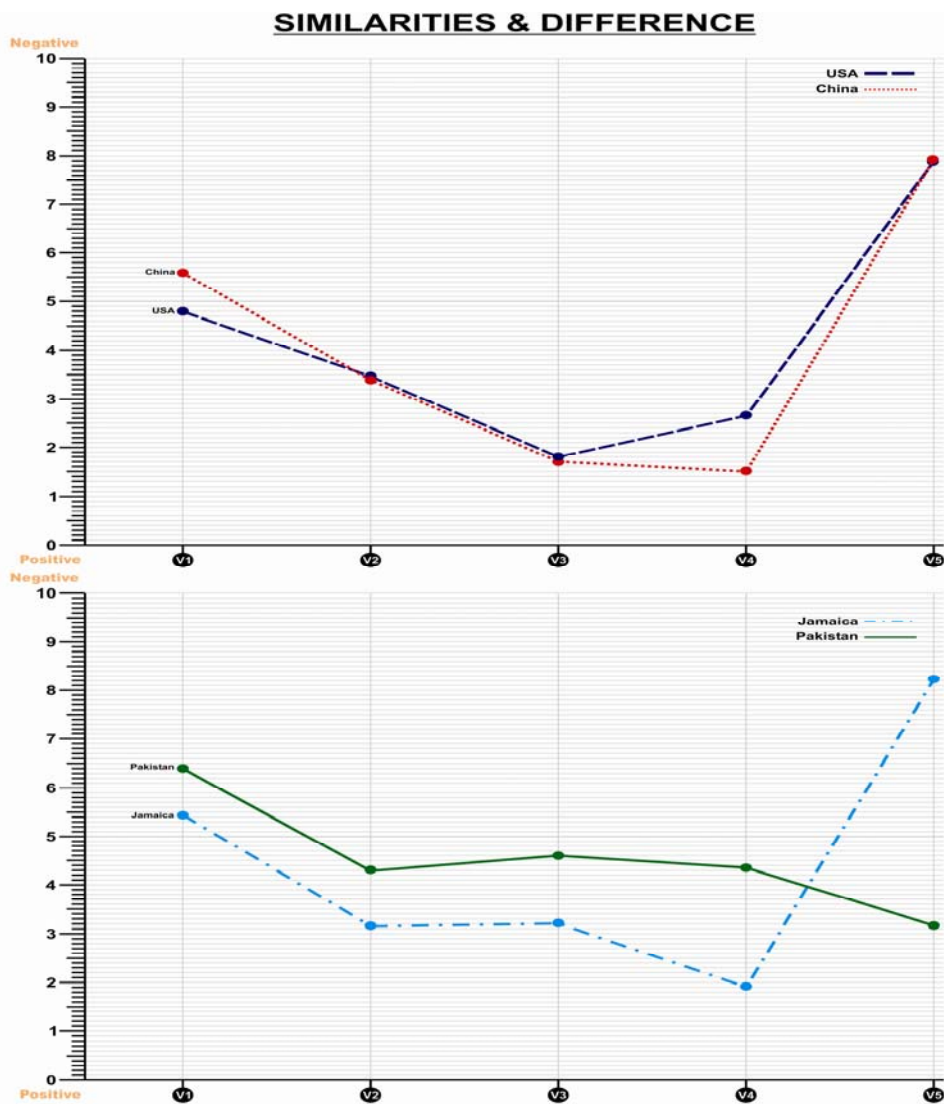 SIMILARITIES & DIFFERENCE
Negative
10
9
8
7
6
5
4
3
2
1
0
USA
China
China
USA
Positive
V1 V2 V3 V4 V5
Negative
10
9
8
7
6
5
4
3
2
1
0
Jamaica
Pakistan
Pakistan
Jamaica
Positive
V1 V2 V3 V4 V5